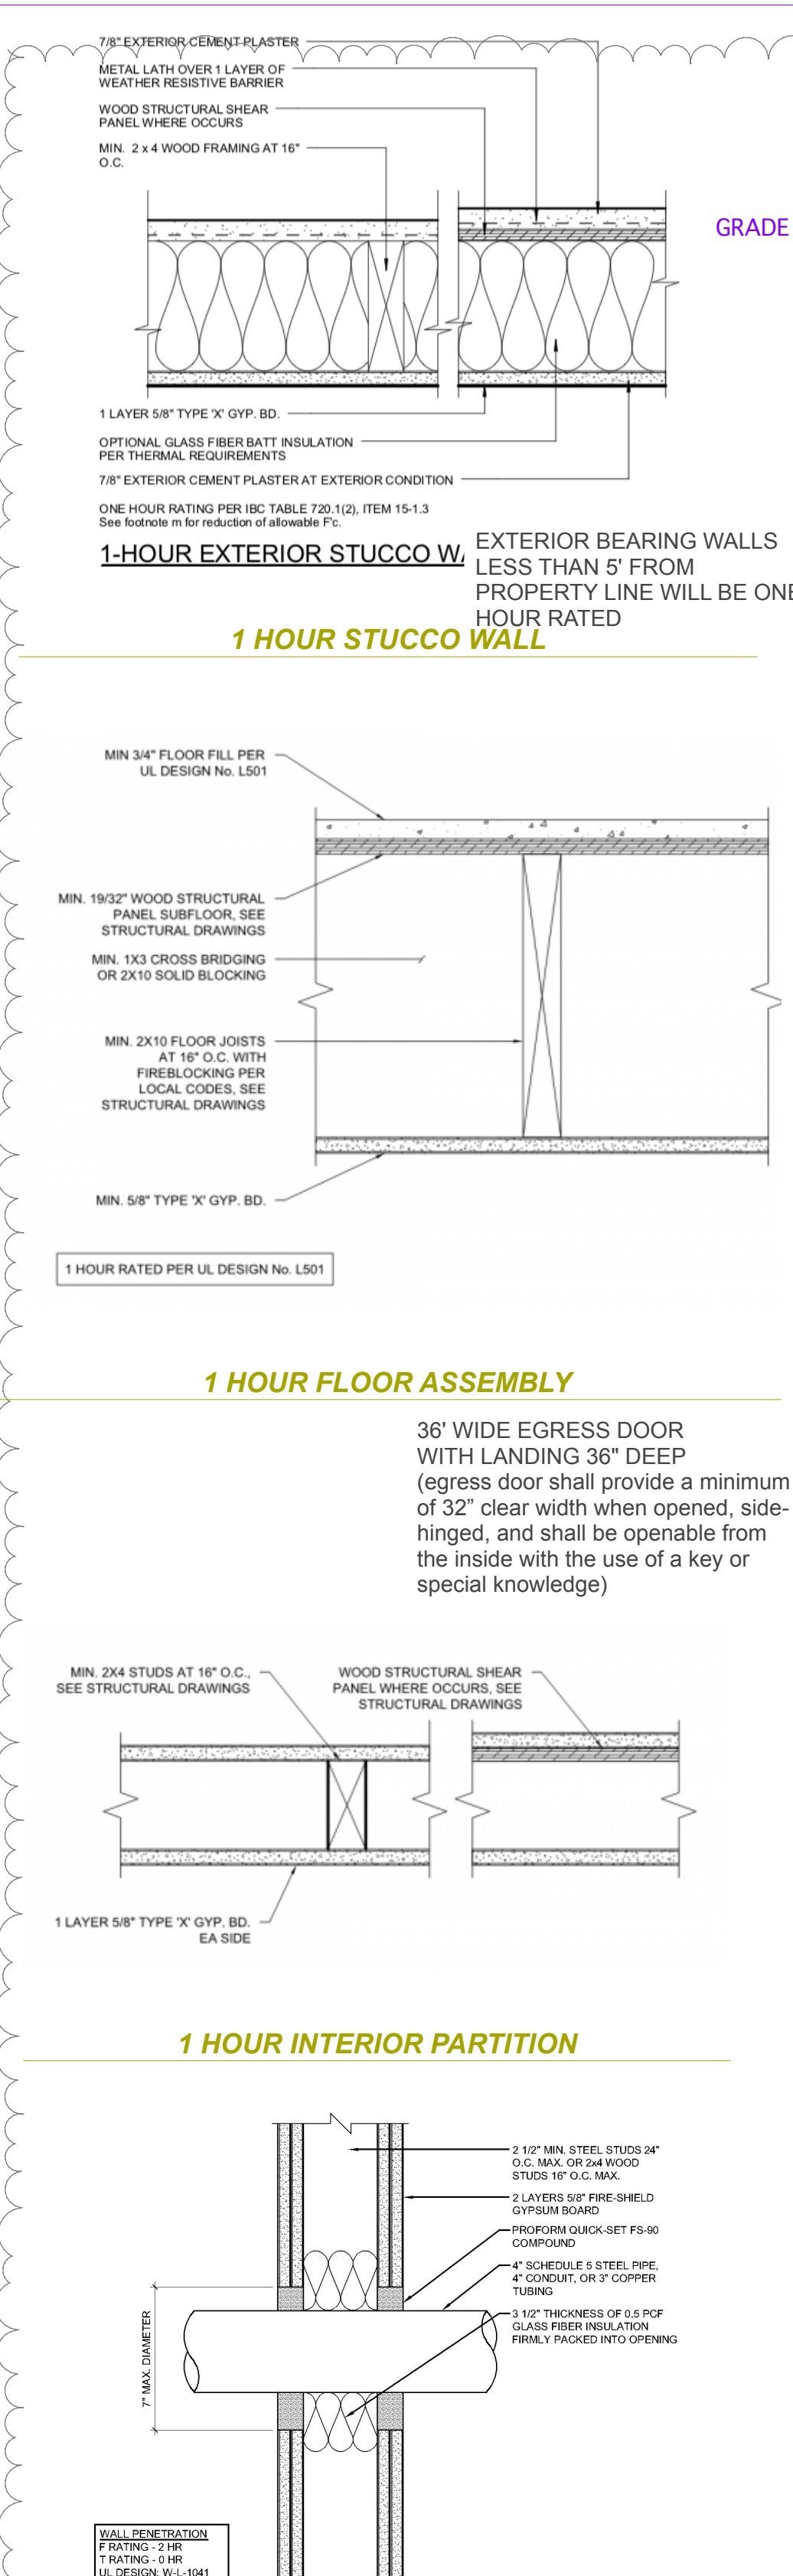 7/8" EXTERIOR CEMENT PLASTER
METAL LATH OVER 1 LAYER OF
WEATHER RESISTIVE BARRIER
WOOD STRUCTURAL SHEAR
PANEL WHERE OCCURS
MIN. 2 x 4 WOOD FRAMING AT 16"
O.C.
GRADE
1 LAYER 5/8" TYPE 'X' GYP. BD.
OPTIONAL GLASS FIBER BATT INSULATION
PER THERMAL REQUIREMENTS
7/8" EXTERIOR CEMENT PLASTER AT EXTERIOR CONDITION
ONE HOUR RATING PER IBC TABLE 720.1(2), ITEM 15-1.3
See footnote m for reduction of allowable F'c.
1-HOUR EXTERIOR STUCCO WA
EXTERIOR BEARING WALLS
LESS THAN 5' FROM
PROPERTY LINE WILL BE ONE
HOUR RATED
1 HOUR STUCCO WALL
MIN 3/4" FLOOR FILL PER
UL DESIGN No. L501
MIN. 19/32" WOOD STRUCTURAL
PANEL SUBFLOOR, SEE
STRUCTURAL DRAWINGS
MIN. 1X3 CROSS BRIDGING
OR 2X10 SOLID BLOCKING
MIN. 2X10 FLOOR JOISTS
AT 16" O.C. WITH
FIREBLOCKING PER
LOCAL CODES, SEE
STRUCTURAL DRAWINGS
MIN. 5/8" TYPE 'X' GYP. BD.
1 HOUR RATED PER UL DESIGN No. L501
1 HOUR FLOOR ASSEMBLY
36' WIDE EGRESS DOOR
WITH LANDING 36" DEEP
(egress door shall provide a minimum
of 32” clear width when opened, side-
hinged, and shall be openable from
the inside with the use of a key or
special knowledge)
MIN. 2X4 STUDS AT 16" O.C.,
SEE STRUCTURAL DRAWINGS
WOOD STRUCTURAL SHEAR
PANEL WHERE OCCURS, SEE
STRUCTURAL DRAWINGS
1 LAYER 5/8" TYPE 'X' GYP. BD.
EA SIDE
1 HOUR INTERIOR PARTITION
2 1/2" MIN. STEEL STUDS 24"
O.C. MAX. OR 2x4 WOOD
STUDS 16" O.C. MAX.
2 LAYERS 5/8" FIRE-SHIELD
GYPSUM BOARD
PROFORM QUICK-SET FS-90
COMPOUND
4" SCHEDULE 5 STEEL PIPE,
4" CONDUIT, OR 3" COPPER
TUBING
3 1/2" THICKNESS OF 0.5 PCF
GLASS FIBER INSULATION
FIRMLY PACKED INTO OPENING
7" MAX. DIAMETER
WALL PENETRATION
F RATING - 2 HR
T RATING - 0 HR
UL DESIGN: W-L-1041